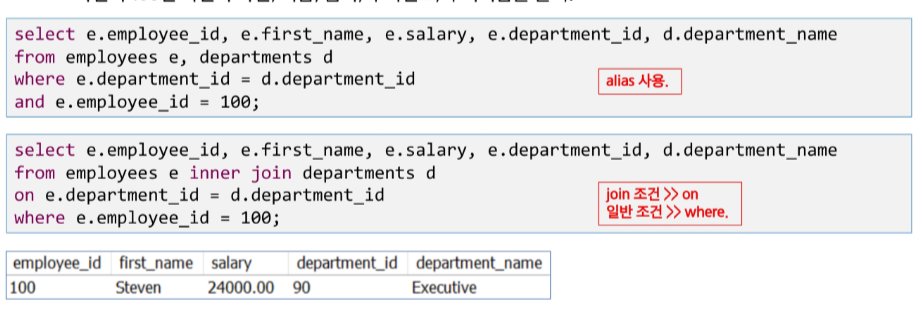 select e.employee_id, e.first_name, e.salary, e.department_id, d.department_name
from employees e, departments d
where e.department_id = d.department_id
alias 사용.
and e.employee_id = 100;
select e.employee_id, e.first_name, e.salary, e.department_id, d.department_name
from employees e inner join departments d
on e.department_id = d.department_id
join 조건 >> on
where e.employee_id = 100;
일반 조건 >> where.
employee_id first_name salary department_id department_name
100 Steven 24000.00 90 Executive